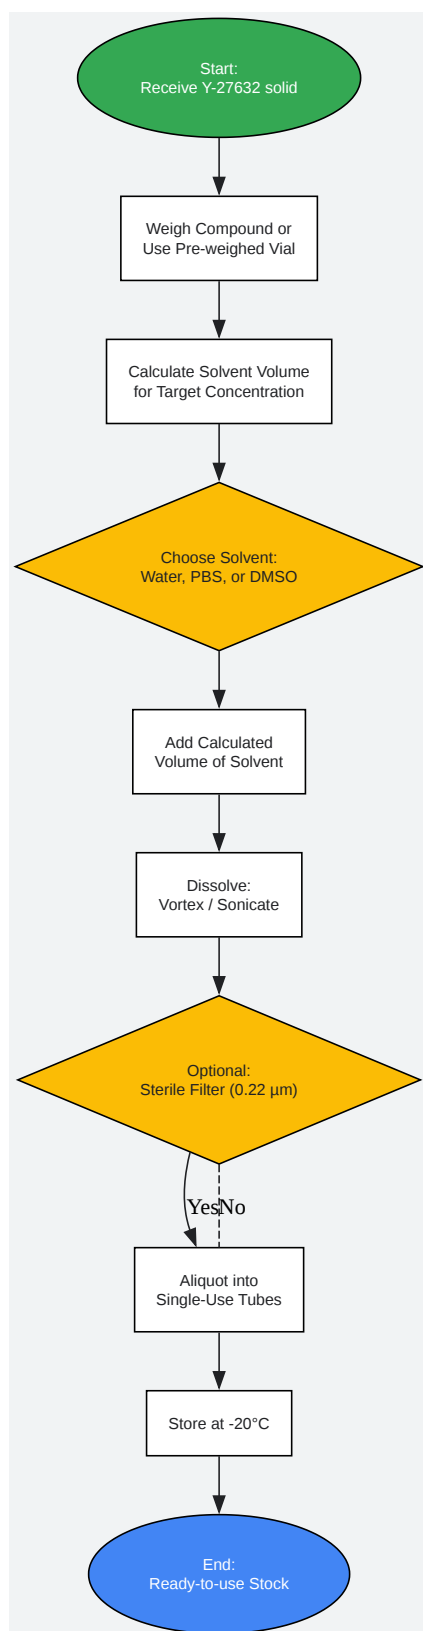 Start:
Receive Y-27632 solid
Weigh Compound or
Use Pre-weighed Vial
Calculate Solvent Volume
for Target Concentration
Choose Solvent:
Water, PBS, or DMSO
Add Calculated
Volume of Solvent
Dissolve:
Vortex / Sonicate
Optional:
Sterile Filter (0.22 µm)
Yes
No
Aliquot into
Single-Use Tubes
Store at -20°C
End:
Ready-to-use Stock